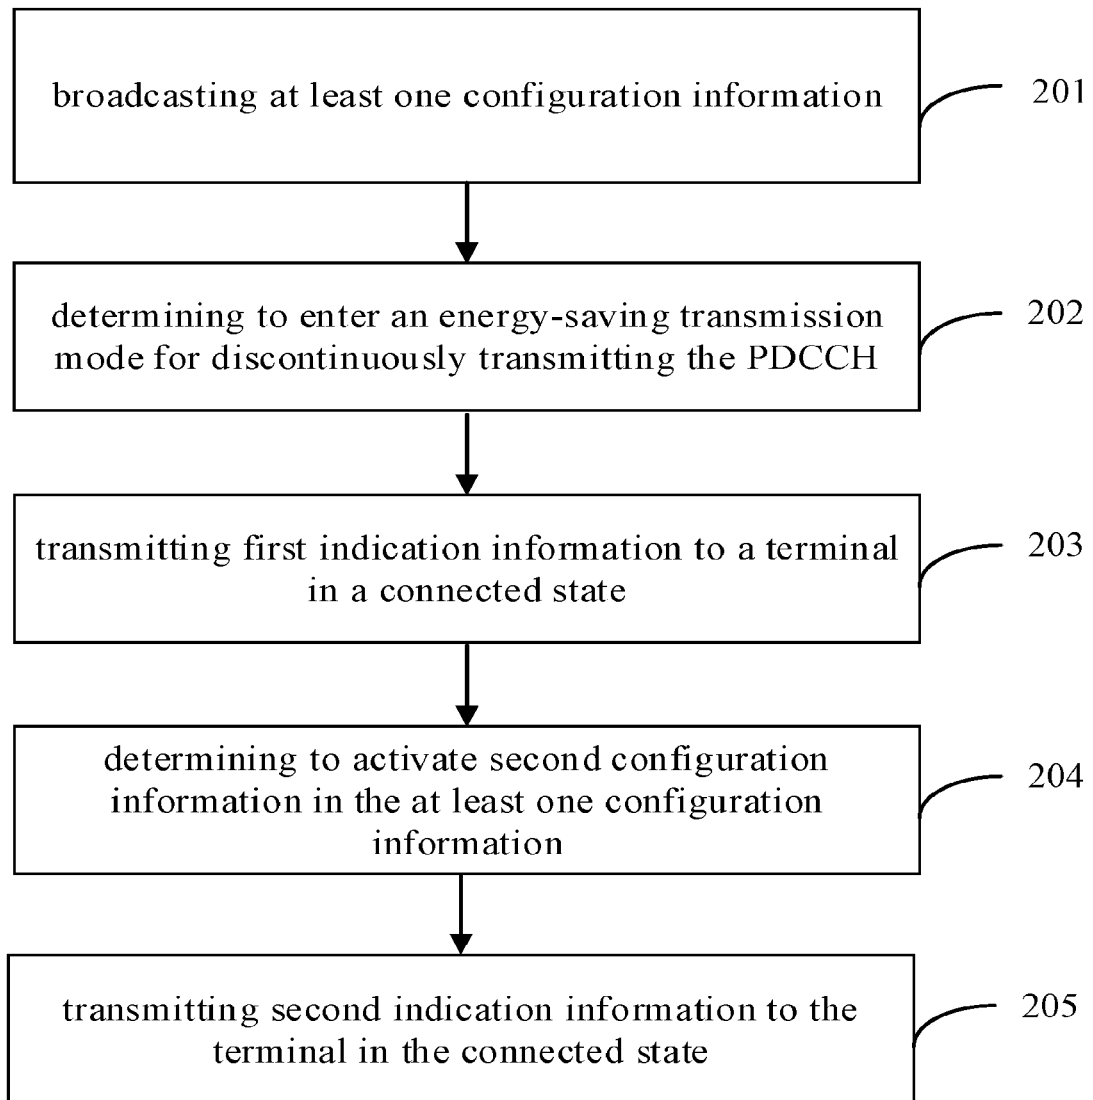 broadcasting at least one configuration information
201
determining to enter an energy-saving transmission
mode for discontinuously transmitting the PDCCH
202
transmitting first indication information to a terminal
in a connected state
203
determining to activate second configuration
information in the at least one configuration
information
204
transmitting second indication information to the
terminal in the connected state
205